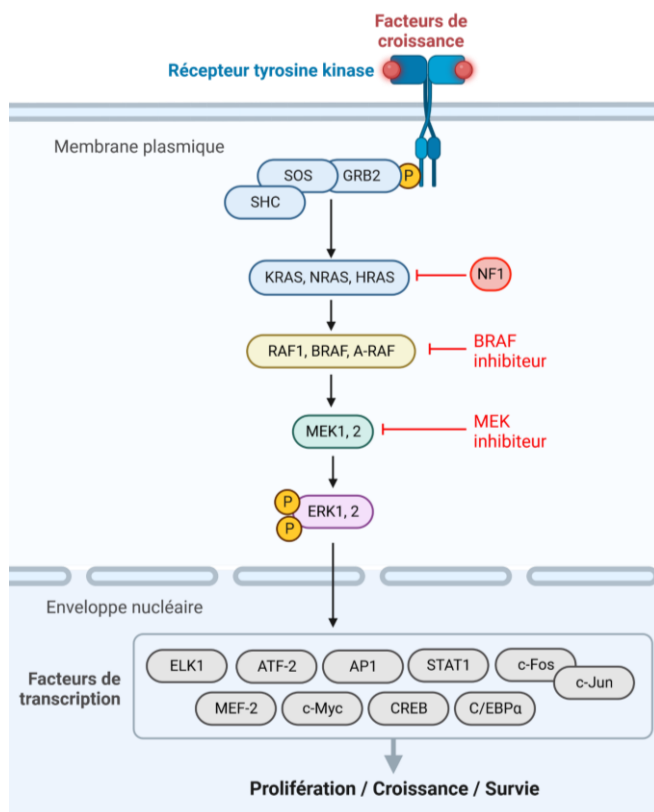 Facteurs de
croissance
Récepteur tyrosine kinase
Membrane plasmique
SOS
GRB2
P
SHC
KRAS, NRAS, HRAS
NF1
RAF1, BRAF, A-RAF
BRAF
inhibiteur
MEK1, 2
MEK
inhibiteur
P
P
ERK1, 2
Enveloppe nucléaire
Facteurs de
transcription
ELK1
ATF-2
AP1
STAT1
c-Fos
c-Jun
MEF-2
c-Myc
CREB
C/EBPα
Prolifération / Croissance / Survie